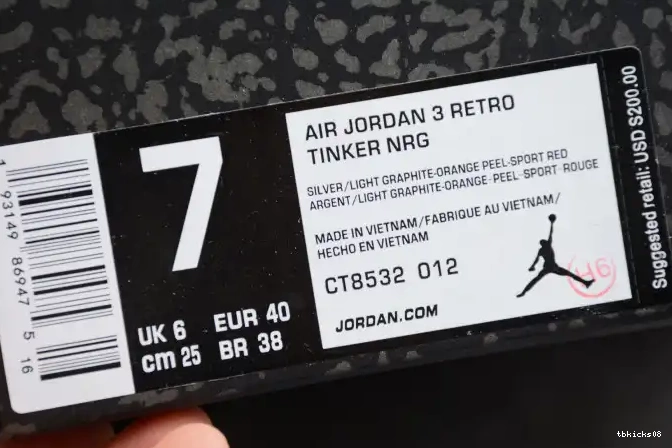 1 93149 86947 5 16
7
UK 6 EUR 40
cm 25 BR 38
AIR JORDAN 3 RETRO
TINKER NRG
SILVER/LIGHT GRAPHITE-ORANGE PEEL-SPORT RED
ARGENT/LIGHT GRAPHITE-ORANGE-PEEL-SPORT-ROUGE
MADE IN VIETNAM/FABRIQUE AU VIETNAM/
HECHO EN VIETNAM
CT8532 012
JORDAN.COM
Suggested retail: USD $200.00
tbkicks08